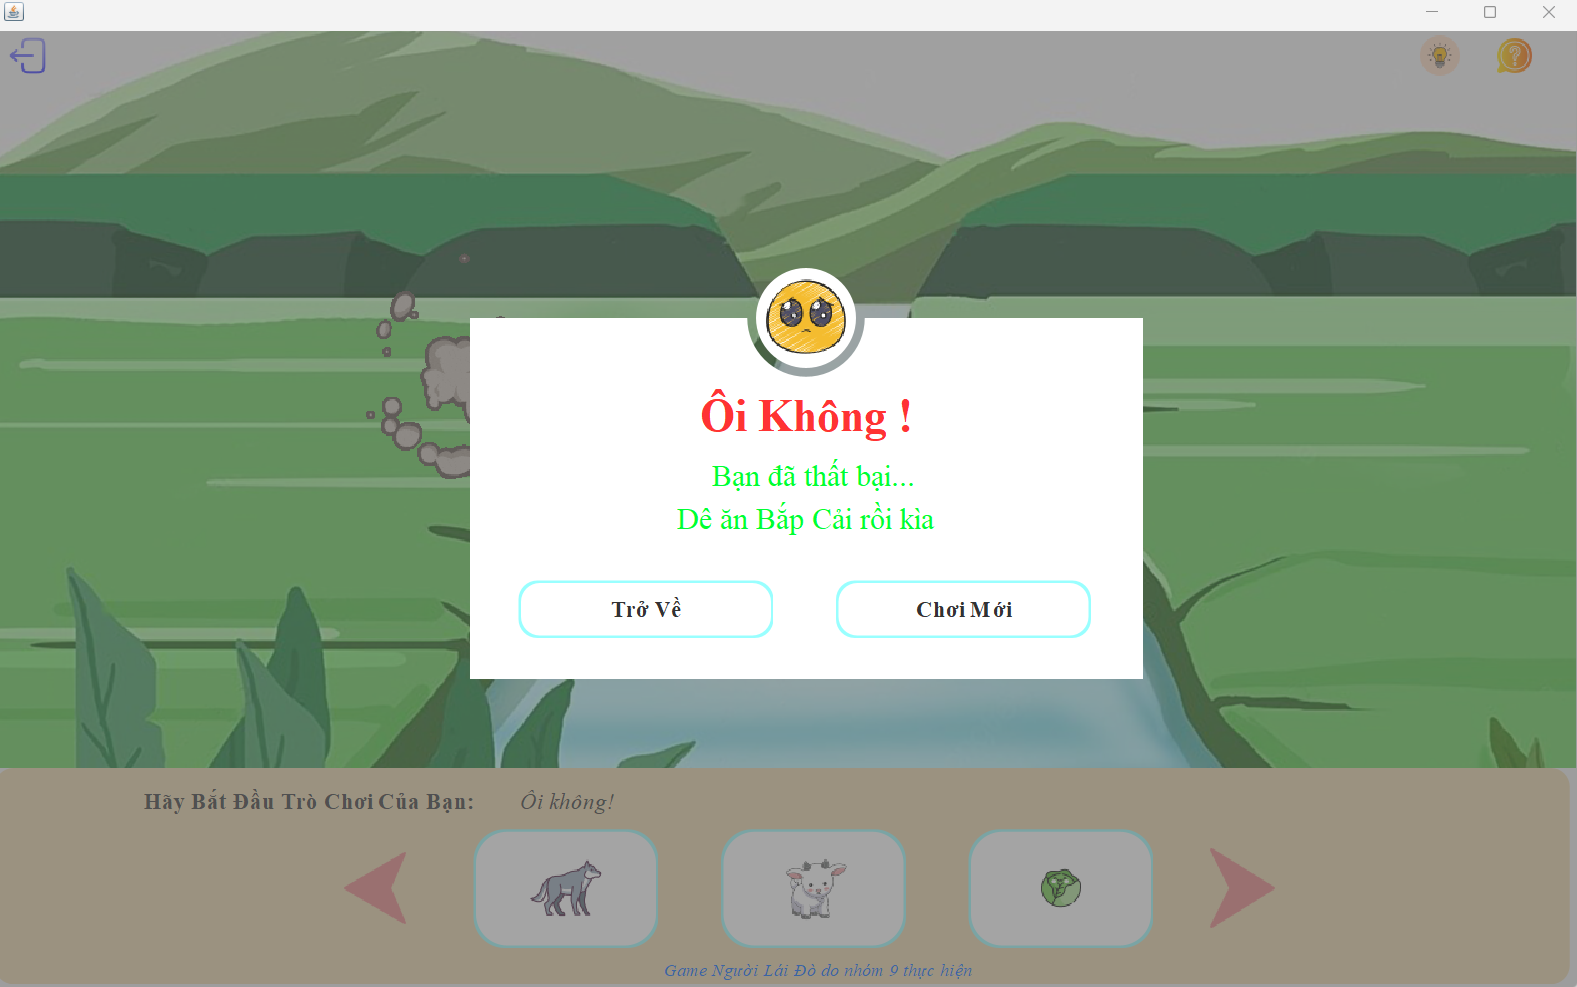 Ôi Không !
Bạn đã thất bại...
Dê ăn Bắp Cải rồi kìa
Trở Về
Chơi Mới
Hãy Bắt Đầu Trò Chơi Của Bạn:
Ôi không!
Game Người Lái Đò do nhóm 9 thực hiện